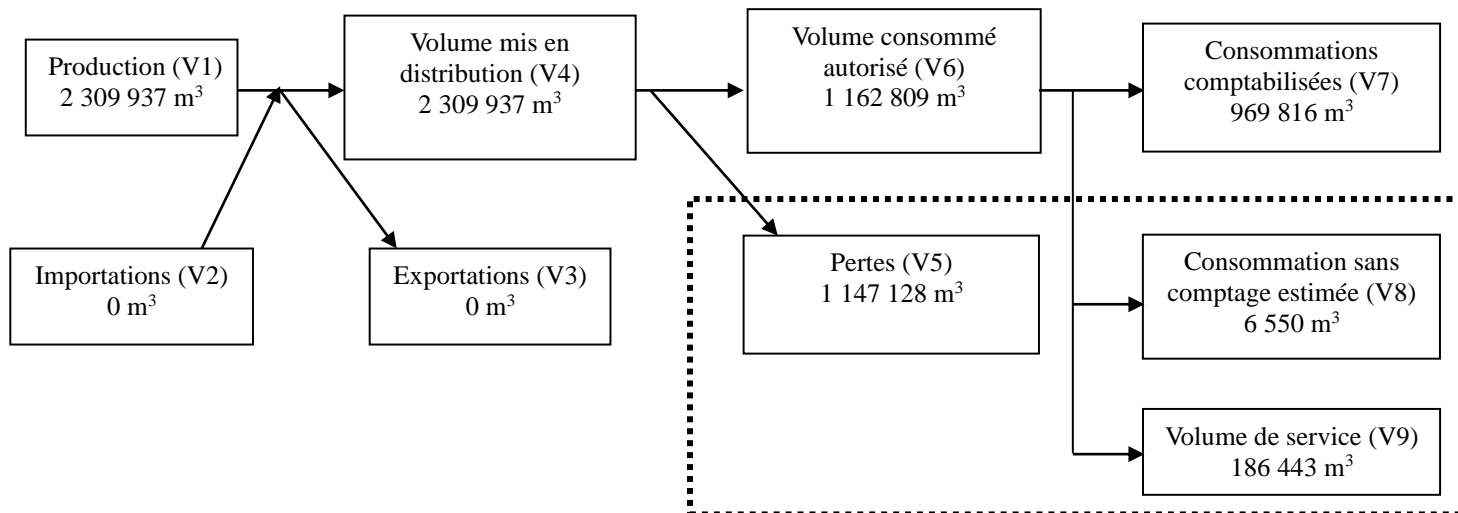 Production (V1)
2 309 937 m³
Volume mis en
distribution (V4)
2 309 937 m³
Volume consommé
autorisé (V6)
1 162 809 m³
Consommations
comptabilisées (V7)
969 816 m³
Importations (V2)
0 m³
Exportations (V3)
0 m³
Pertes (V5)
1 147 128 m³
Consommation sans
comptage estimée (V8)
6 550 m³
Volume de service (V9)
186 443 m³